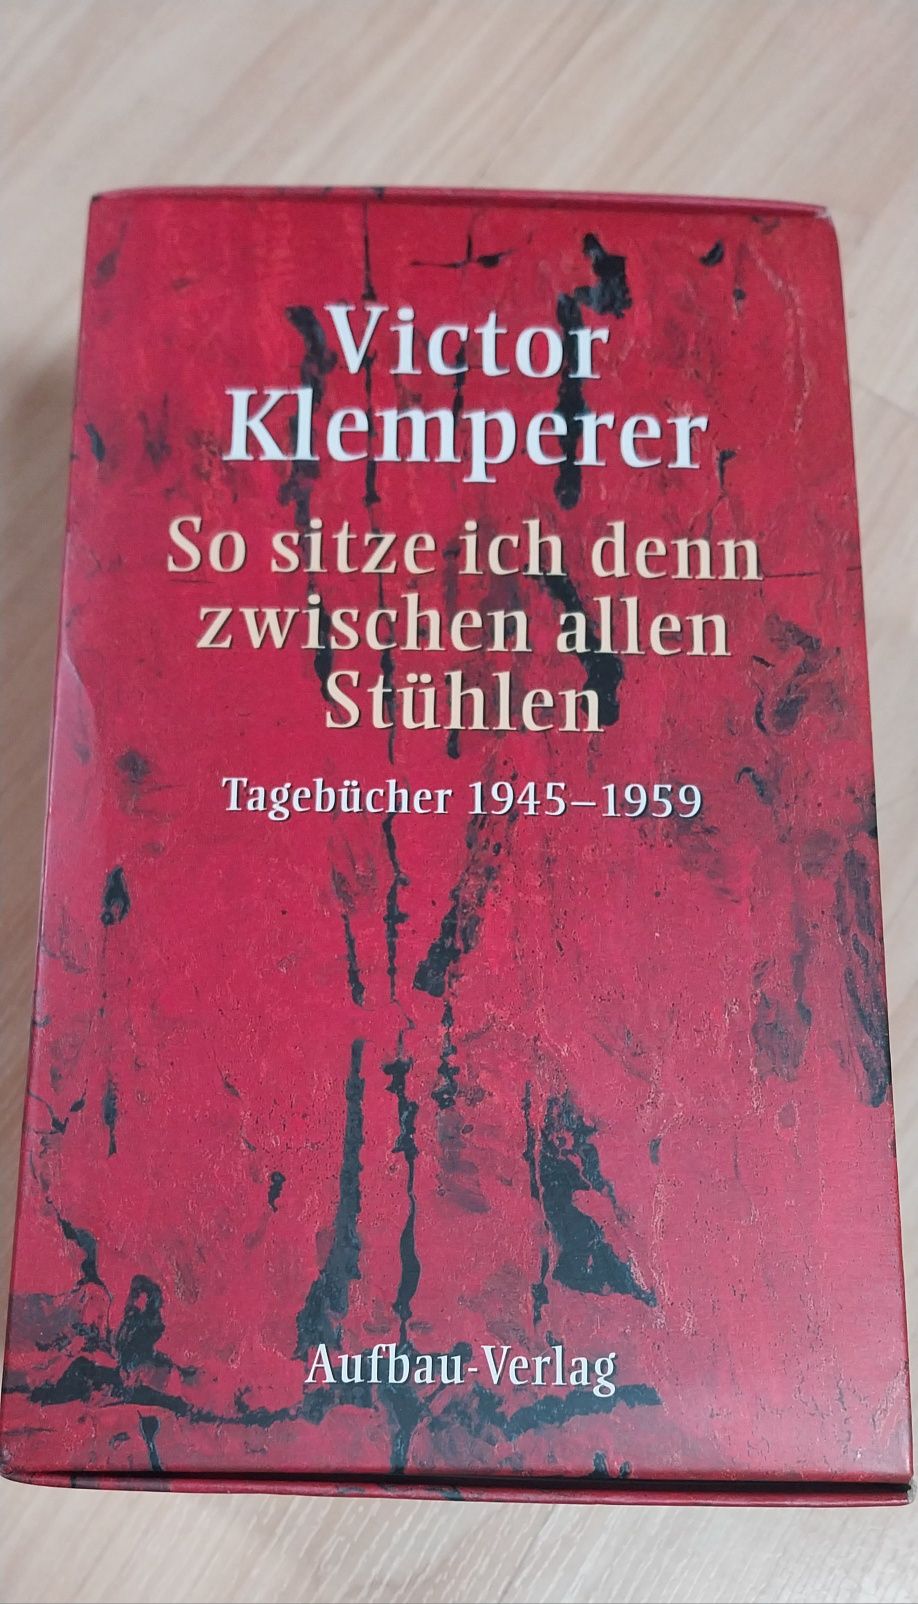 Victor
Klemperer
So sitze ich denn
zwischen allen
Stühlen
Tagebücher 1945–1959
Aufbau-Verlag